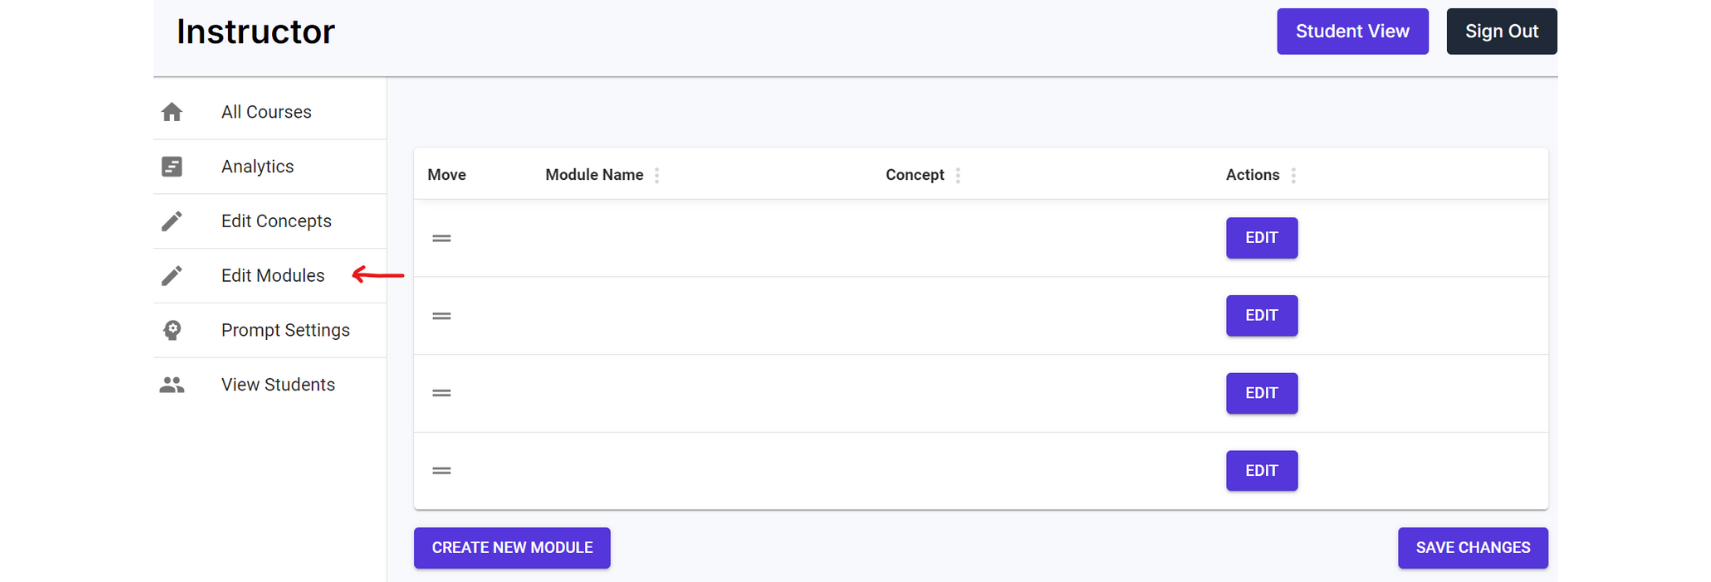 Instructor
Student View
Sign Out
All Courses
Analytics
Edit Concepts
Edit Modules
Prompt Settings
View Students
Move Module Name Concept Actions
EDIT
EDIT
EDIT
EDIT
CREATE NEW MODULE
SAVE CHANGES